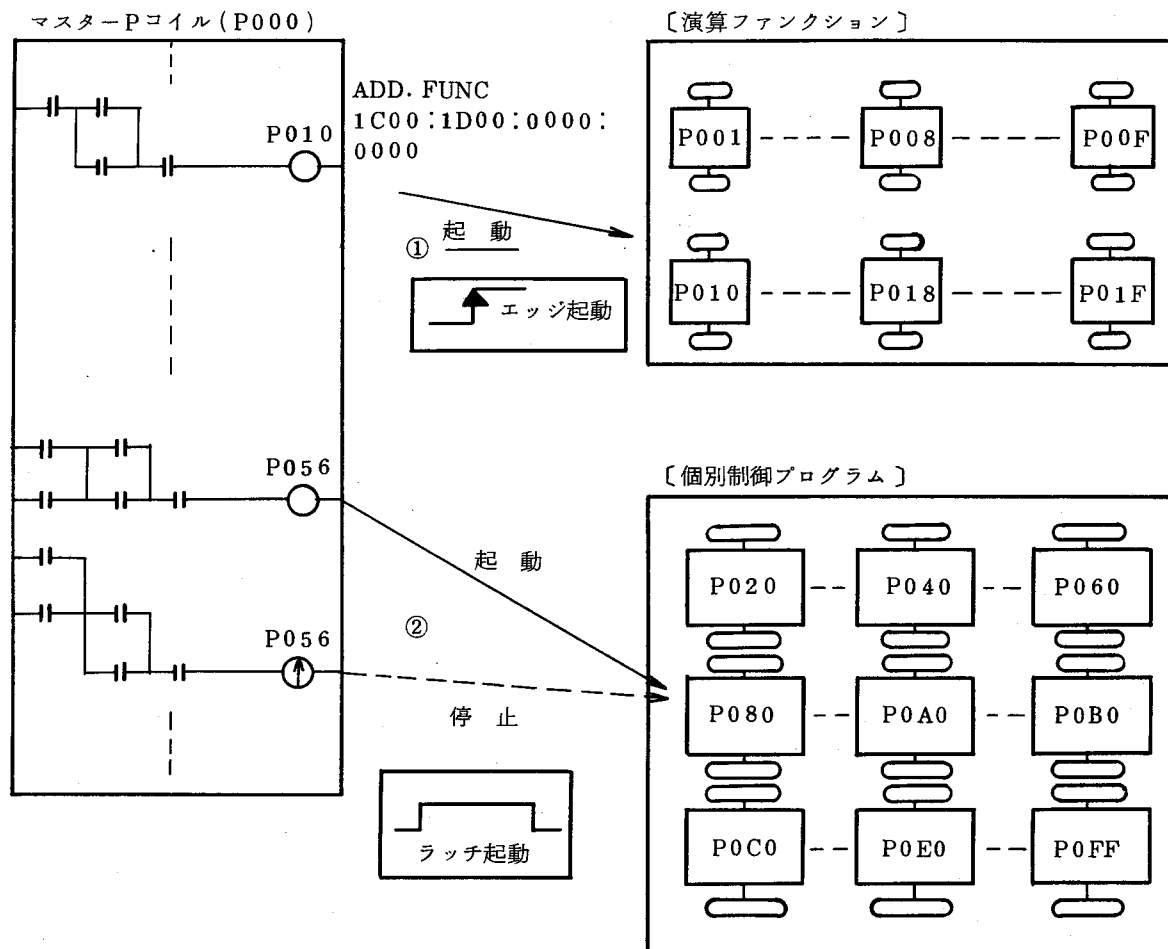 マスターPコイル(P000)
P010
ADD. FUNC
1C00:1D00:0000:
0000
① 起動
エッジ起動
〔演算ファンクション〕
P001 P008 P00F
P010 P018 P01F
P056
起動
②
P056
停止
ラッチ起動
〔個別制御プログラム〕
P020 P040 P060
P080 P0A0 P0B0
P0C0 P0E0 P0FF